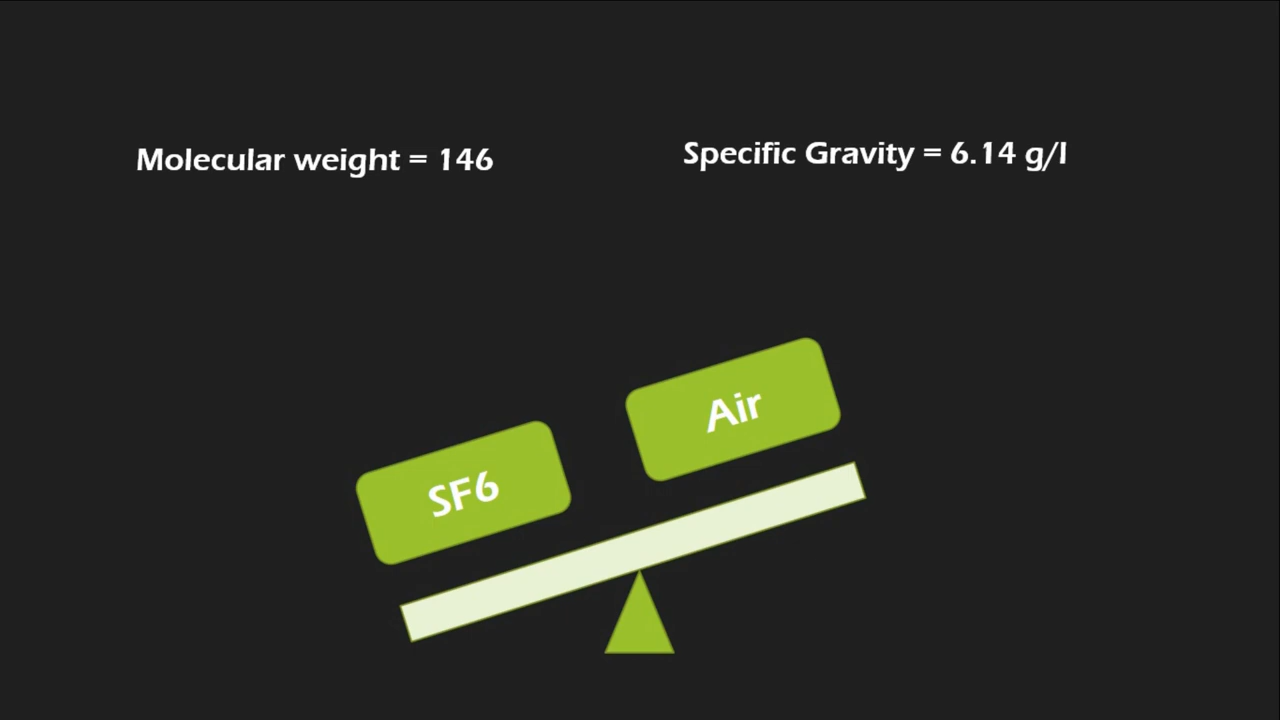 Molecular weight = 146
Specific Gravity = 6.14 g/l
Air
SF6